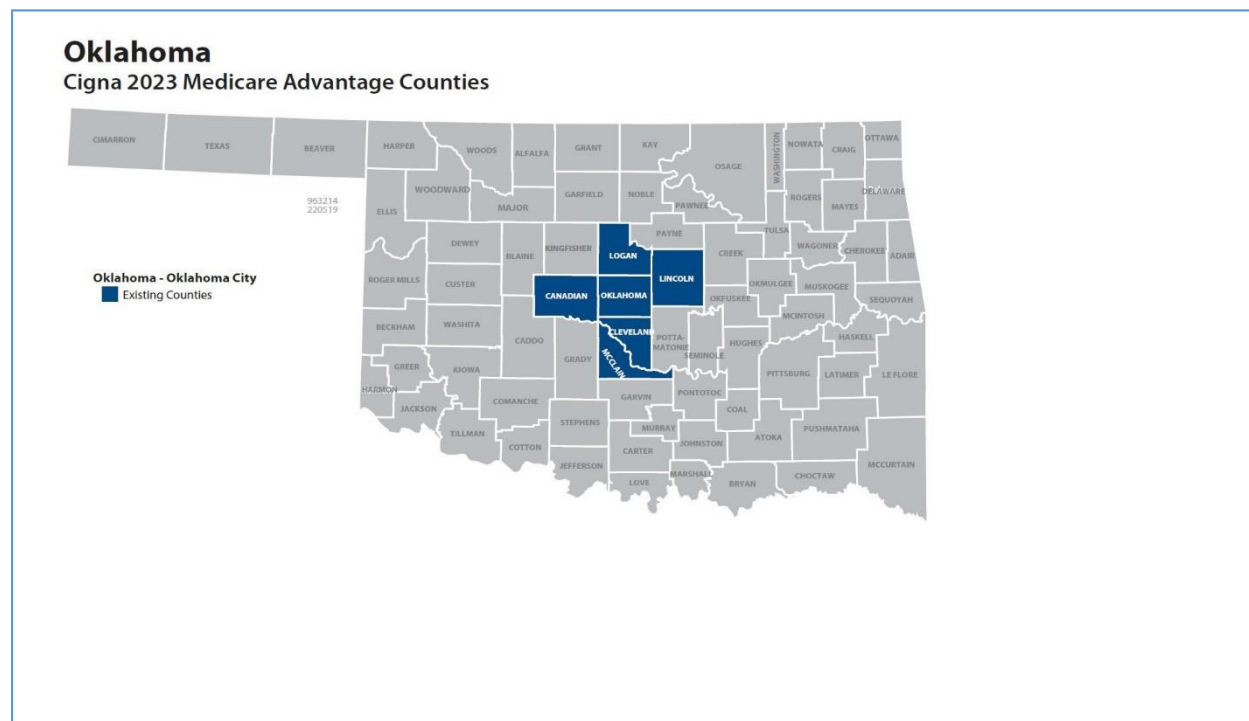 Oklahoma
Cigna 2023 Medicare Advantage Counties
CIMARRON
TEXAS
BEAVER
HARPER
WOODS
ALFALFA
GRANT
KAY
OSAGE
WASHINGTON
NOWATA
CRAIG
OTTAWA
963214
220519
ELLIS
WOODWARD
MAJOR
GARFIELD
NOBLE
PAWNEE
ROGERS
MAYES
DELAWARE
DEWEY
BLAINE
KINGFISHER
LOGAN
PAYNE
CREEK
TULSA
WAGONER
CHEROKEE
ADAIR
Oklahoma - Oklahoma City
Existing Counties
ROGER MILLS
CUSTER
CANADIAN
OKLAHOMA
LINCOLN
OKFUSKEE
OKMULGEE
MUSKOGEE
SEQUOYAH
BECKHAM
WASHITA
CADDO
GRADY
CLEVELAND
MCCLAIN
POTTA-
MATONIE
SEMINOLE
HUGHES
MCINTOSH
HASKELL
GREER
KIOWA
HARMON
JACKSON
COMANCHE
GARVIN
PONTOTOC
PITTSBURG
LATIMER
LE FLORE
TILLMAN
COTTON
STEPHENS
MURRAY
COAL
ATOKA
PUSHMATAHA
JEFFERSON
CARTER
JOHNSTON
LOVE
MARSHALL
BRYAN
CHOCTAW
MCCURTAIN